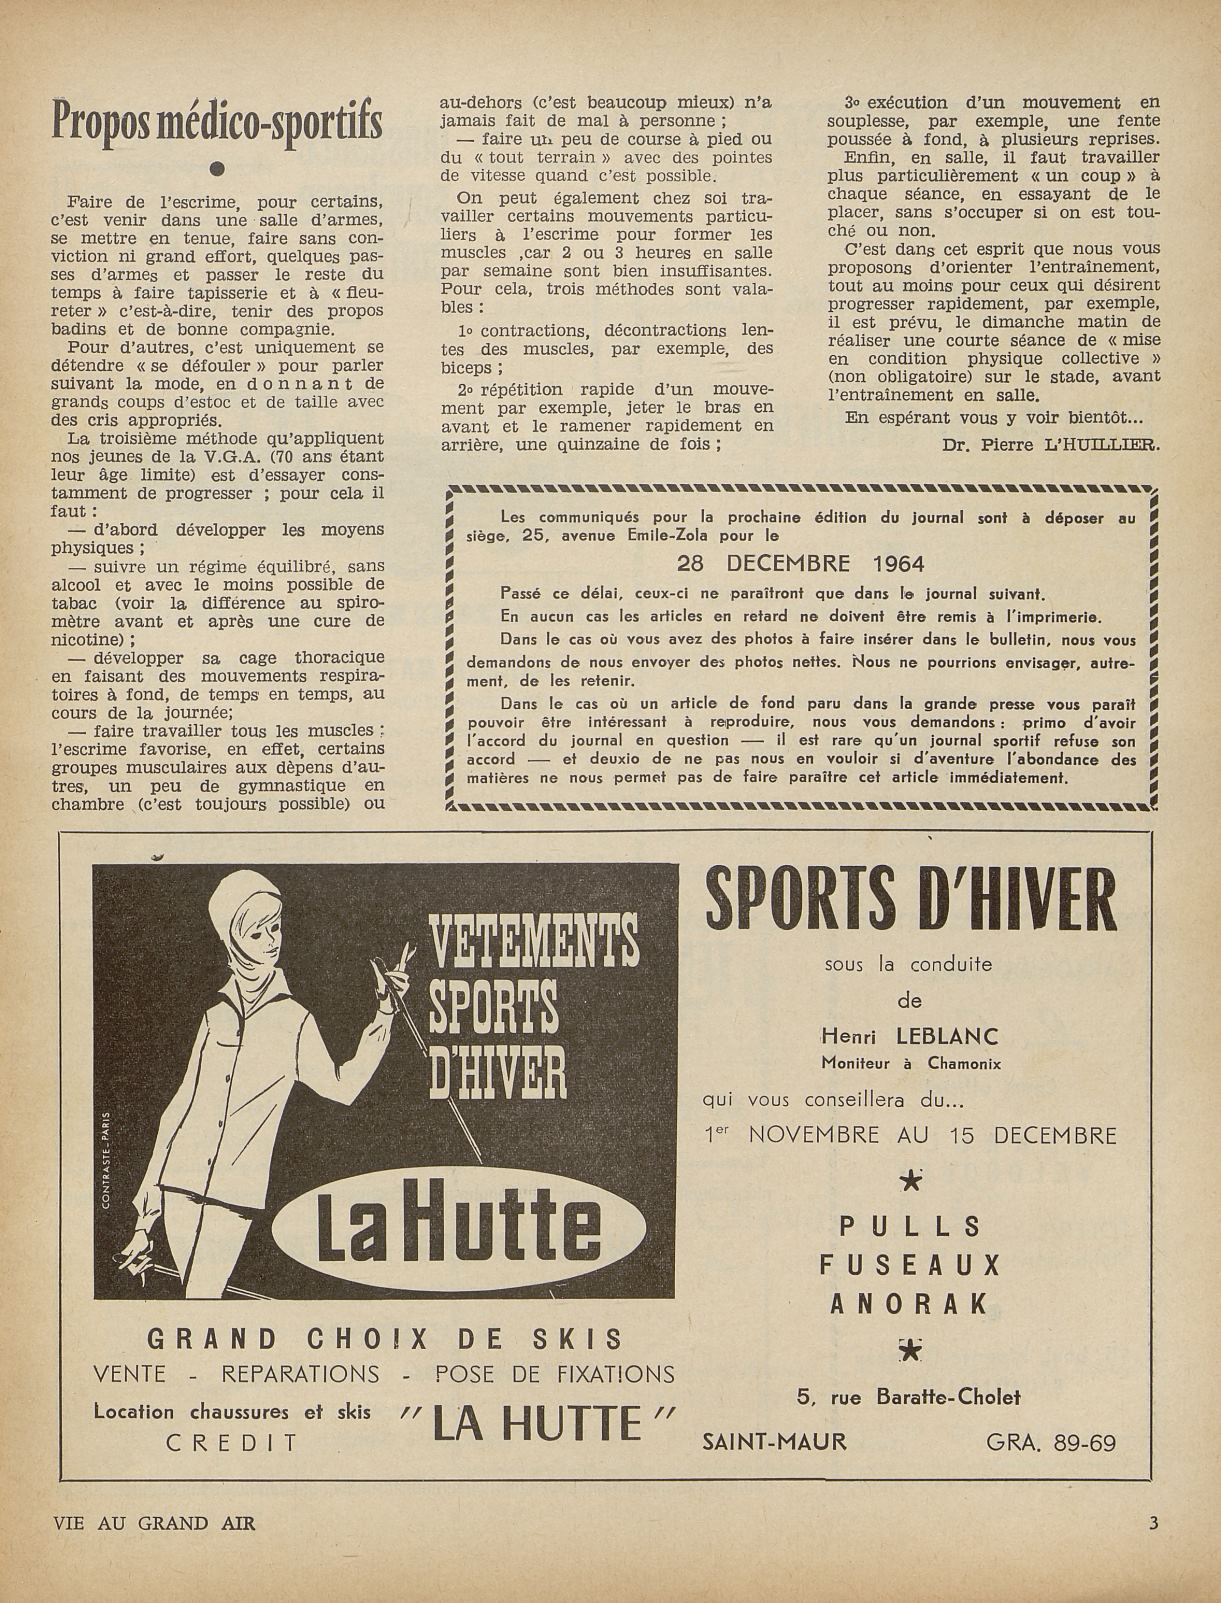 Propos médico-sportifs
Faire de l'escrime, pour certains,
c'est venir dans une salle d'armes,
se mettre en tenue, faire sans con-
viction ni grand effort, quelques pas-
ses d'armes et passer le reste du
temps à faire tapisserie et à « fleu-
reter » c'est-à-dire, tenir des propos
badins et de bonne compagnie.
Pour d'autres, c'est uniquement se
détendre « se défouler » pour parler
suivant la mode, en donnant de
grands coups d'estoc et de taille avec
des cris appropriés.
La troisième méthode qu'appliquent
nos jeunes de la V.G.A. (70 ans étant
leur âge limite) est d'essayer cons-
tamment de progresser ; pour cela il
faut :
— d'abord développer les moyens
physiques ;
— suivre un régime équilibré, sans
alcool et avec le moins possible de
tabac (voir la différence au spiro-
mètre avant et après une cure de
nicotine) ;
— développer sa cage thoracique
en faisant des mouvements respira-
toires à fond, de temps en temps, au
cours de la journée;
— faire travailler tous les muscles :
l'escrime favorise, en effet, certains
groupes musculaires aux dèpens d'au-
tres, un peu de gymnastique en
chambre (c'est toujours possible) ou
au-dehors (c'est beaucoup mieux) n'a
jamais fait de mal à personne ;
— faire un peu de course à pied ou
du « tout terrain » avec des pointes
de vitesse quand c'est possible.
On peut également chez soi tra-
vailler certains mouvements particu-
liers à l'escrime pour former les
muscles ,car 2 ou 3 heures en salle
par semaine sont bien insuffisantes.
Pour cela, trois méthodes sont vala-
bles :
1º contractions, décontractions len-
tes des muscles, par exemple, des
biceps ;
2º répétition rapide d'un mouve-
ment par exemple, jeter le bras en
avant et le ramener rapidement en
arrière, une quinzaine de fois ;
3º exécution d'un mouvement en
souplesse, par exemple, une fente
poussée à fond, à plusieurs reprises.
Enfin, en salle, il faut travailler
plus particulièrement « un coup » à
chaque séance, en essayant de le
placer, sans s'occuper si on est tou-
ché ou non.
C'est dans cet esprit que nous vous
proposons d'orienter l'entraînement,
tout au moins pour ceux qui désirent
progresser rapidement, par exemple,
il est prévu, le dimanche matin de
réaliser une courte séance de « mise
en condition physique collective »
(non obligatoire) sur le stade, avant
l'entraînement en salle.
En espérant vous y voir bientôt...
Dr. Pierre L'HUILLIER.
Les communiqués pour la prochaine édition du journal sont à déposer au
siège, 25, avenue Emile-Zola pour le
28 DECEMBRE 1964
Passé ce délai, ceux-ci ne paraîtront que dans le journal suivant.
En aucun cas les articles en retard ne doivent être remis à l'imprimerie.
Dans le cas où vous avez des photos à faire insérer dans le bulletin, nous vous
demandons de nous envoyer des photos nettes. Nous ne pourrions envisager, autre-
ment, de les retenir.
Dans le cas où un article de fond paru dans la grande presse vous paraît
pouvoir être intéressant à reproduire, nous vous demandons : primo d'avoir
l'accord du journal en question — il est rare qu'un journal sportif refuse son
accord — et deuxio de ne pas nous en vouloir si d'aventure l'abondance des
matières ne nous permet pas de faire paraître cet article immédiatement.
VETEMENTS
SPORTS
D'HIVER
CONTRASTE_PARIS
La Hutte
GRAND CHOIX DE SKIS
VENTE - REPARATIONS - POSE DE FIXATIONS
Location chaussures et skis "LA HUTTE"
CREDIT
SPORTS D'HIVER
sous la conduite
de
Henri LEBLANC
Moniteur à Chamonix
qui vous conseillera du...
1er NOVEMBRE AU 15 DECEMBRE
PULLS
FUSEAUX
ANORAK
5, rue Baratte-Cholet
SAINT-MAUR GRA. 89-69
VIE AU GRAND AIR 3